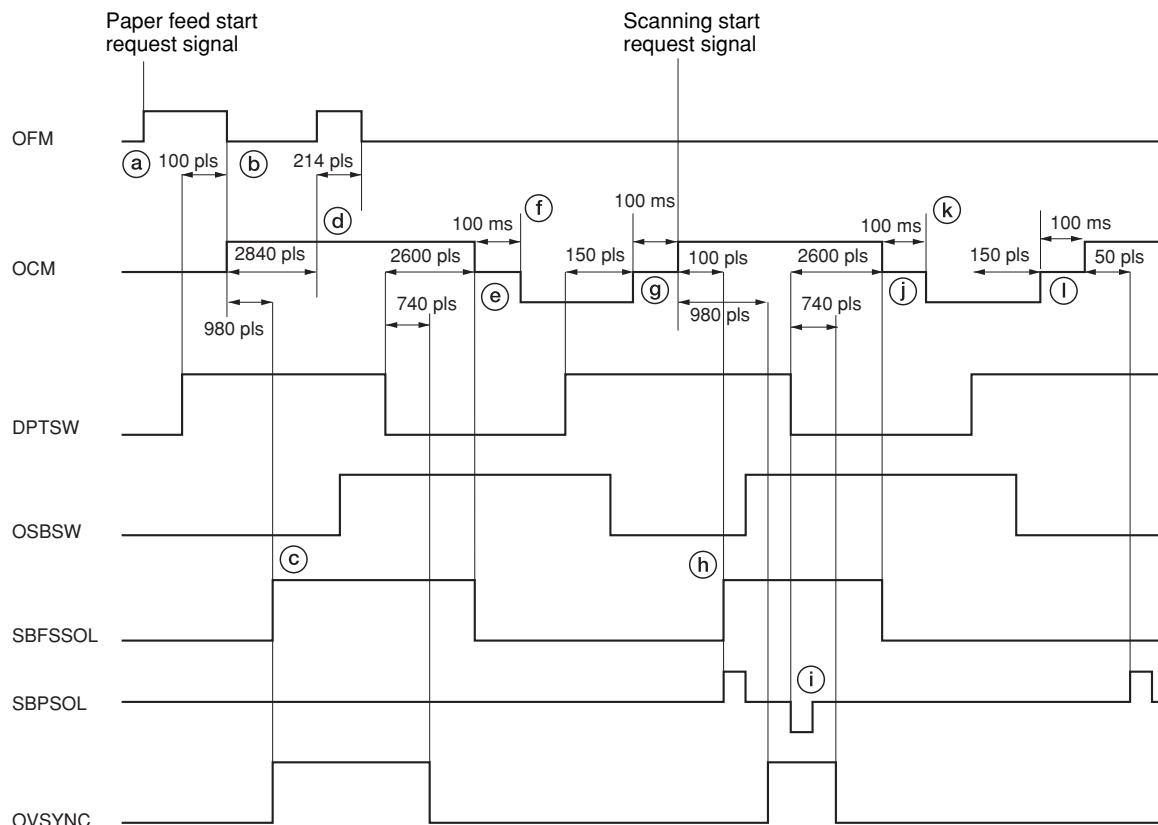 Paper feed start
request signal
Scanning start
request signal
OFM
ⓐ
100 pls
ⓑ
214 pls
ⓓ
ⓕ
100 ms
100 ms
ⓚ
100 ms
100 ms
OCM
2840 pls
2600 pls
ⓔ
150 pls
ⓖ
100 pls
2600 pls
ⓙ
150 pls
ⓛ
50 pls
980 pls
740 pls
980 pls
740 pls
DPTSW
OSBSW
ⓒ
ⓗ
SBFSSOL
SBPSOL
ⓘ
OVSYNC